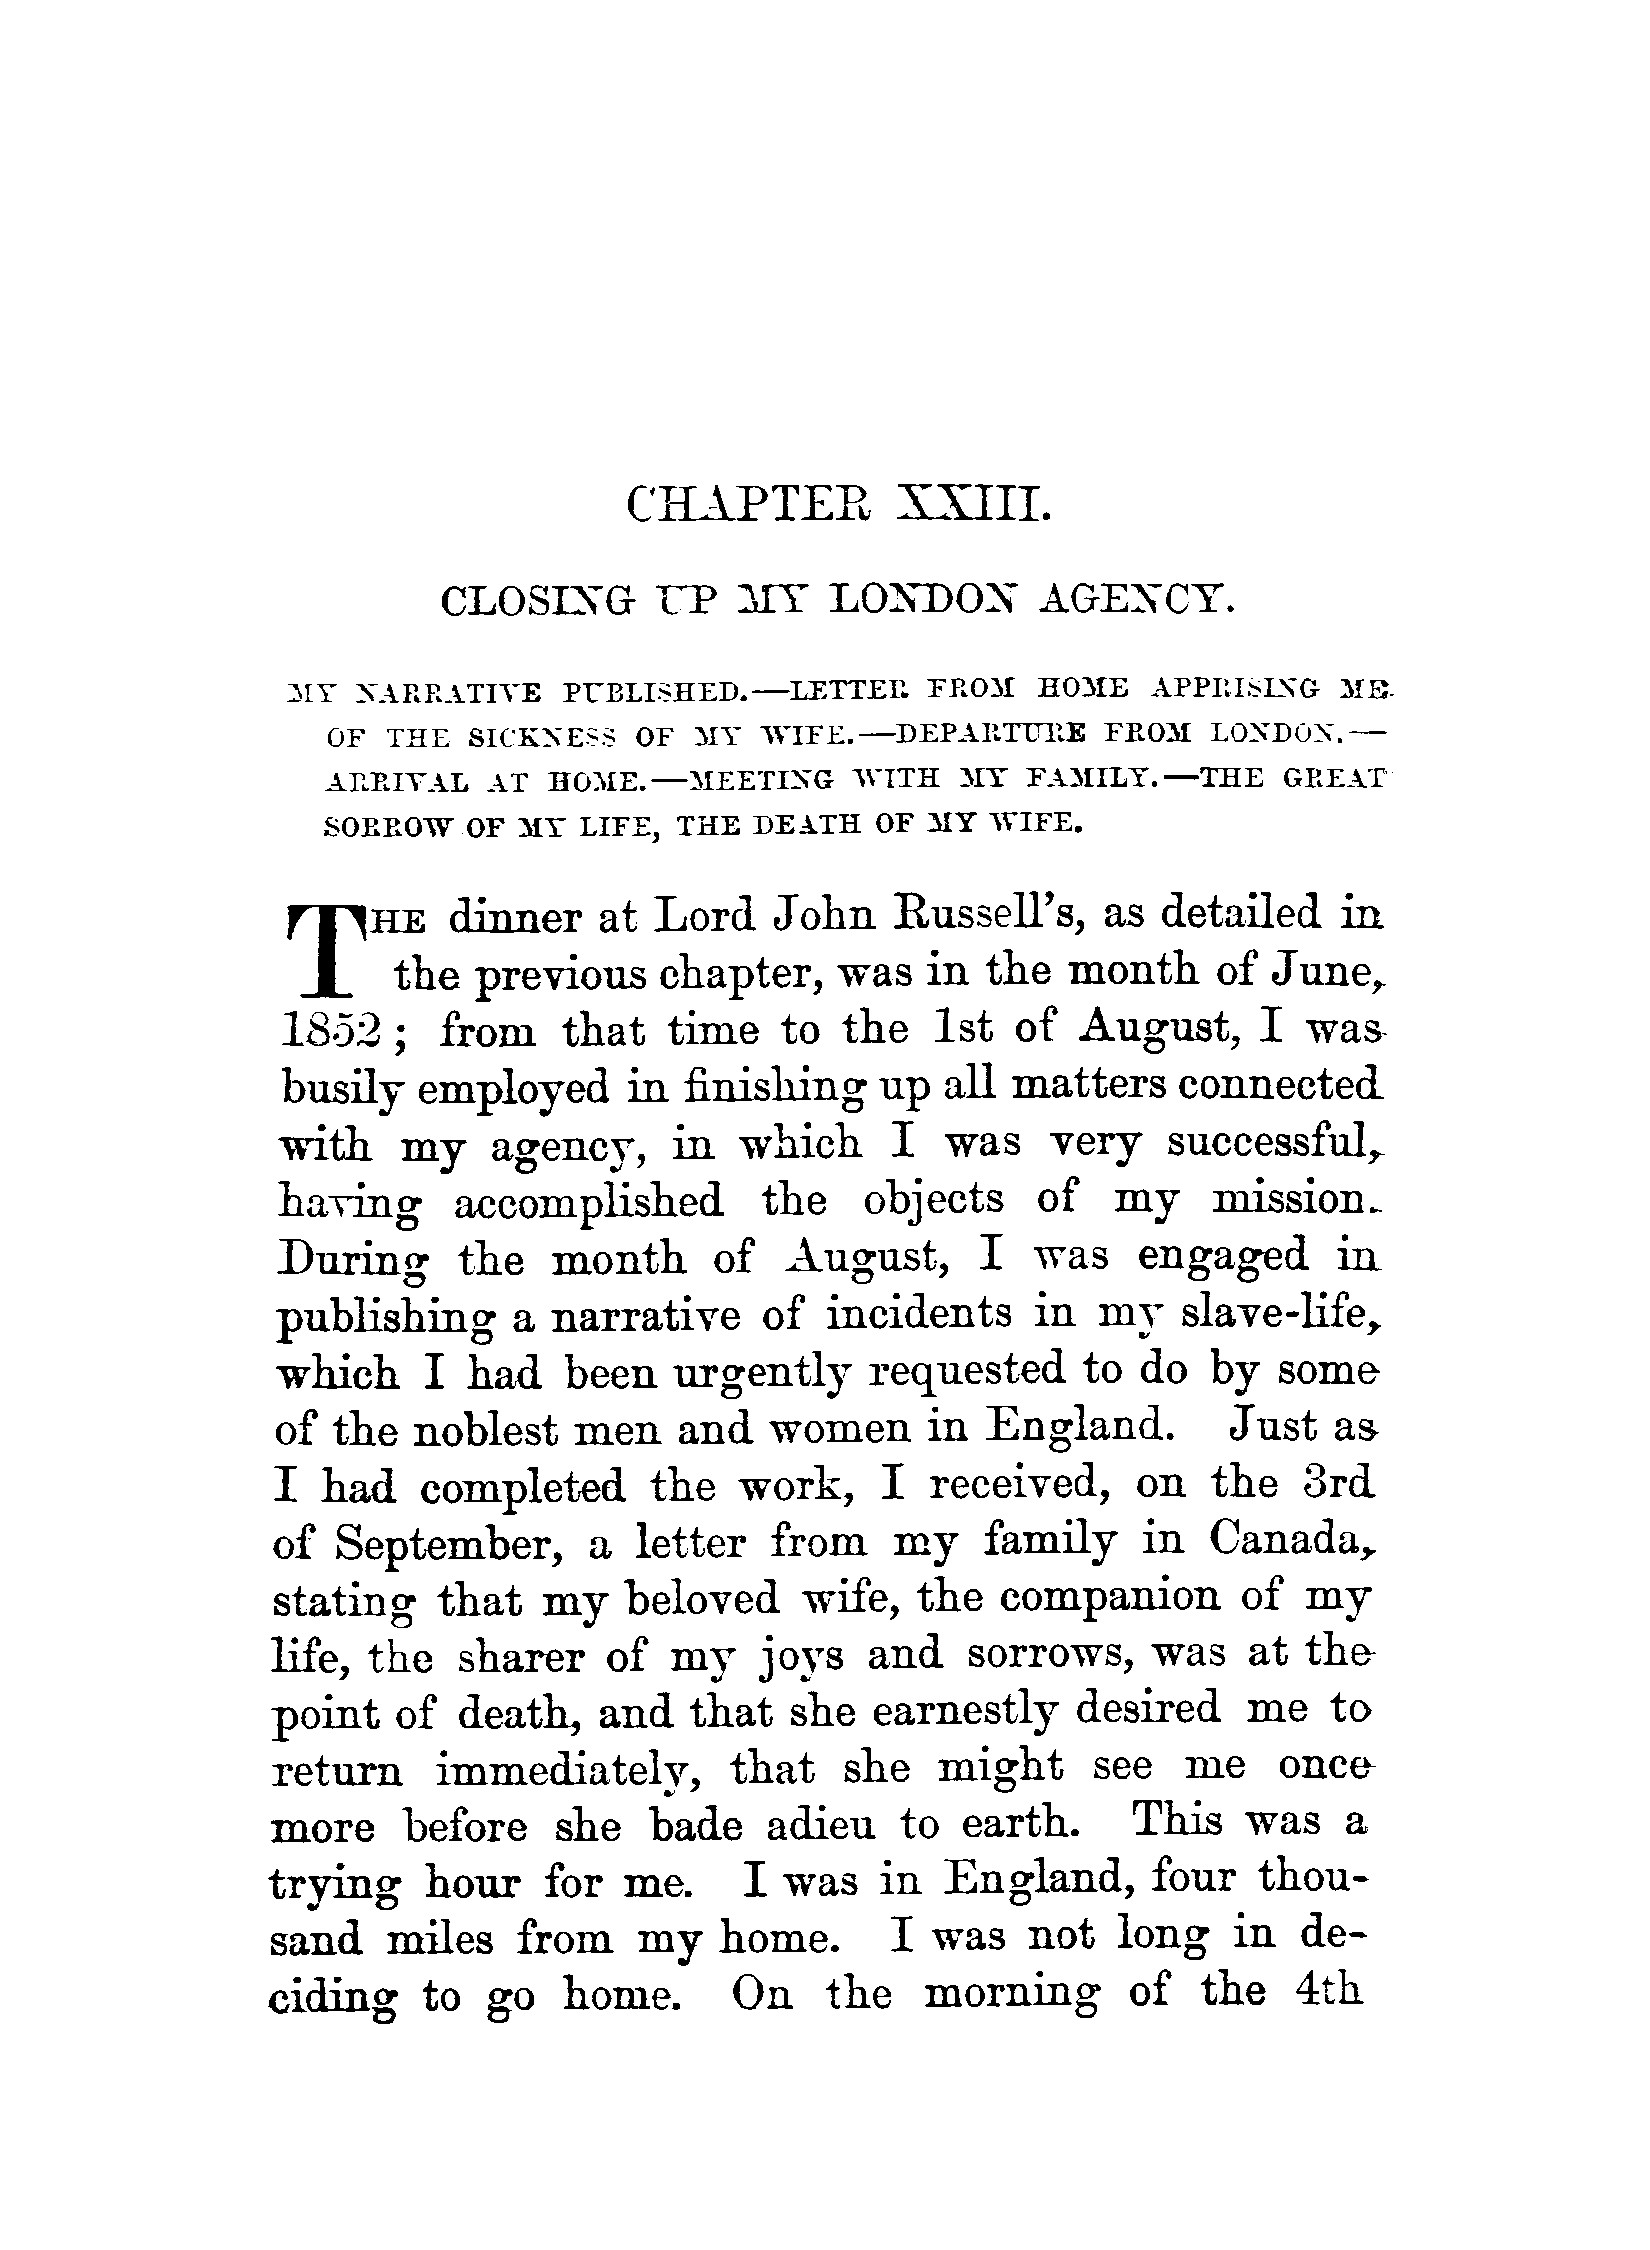 CHAPTER XXIII.
CLOSING UP MY LONDON AGENCY.
MY NARRATIVE PUBLISHED.—LETTER FROM HOME APPRISING ME
OF THE SICKNESS OF MY WIFE.—DEPARTURE FROM LONDON.—
ARRIVAL AT HOME.—MEETING WITH MY FAMILY.—THE GREAT
SORROW OF MY LIFE, THE DEATH OF MY WIFE.
THE dinner at Lord John Russell's, as detailed in
the previous chapter, was in the month of June,
1852; from that time to the 1st of August, I was
busily employed in finishing up all matters connected
with my agency, in which I was very successful,
having accomplished the objects of my mission.
During the month of August, I was engaged in
publishing a narrative of incidents in my slave-life,
which I had been urgently requested to do by some
of the noblest men and women in England. Just as
I had completed the work, I received, on the 3rd
of September, a letter from my family in Canada,
stating that my beloved wife, the companion of my
life, the sharer of my joys and sorrows, was at the
point of death, and that she earnestly desired me to
return immediately, that she might see me once
more before she bade adieu to earth. This was a
trying hour for me. I was in England, four thou-
sand miles from my home. I was not long in de-
ciding to go home. On the morning of the 4th